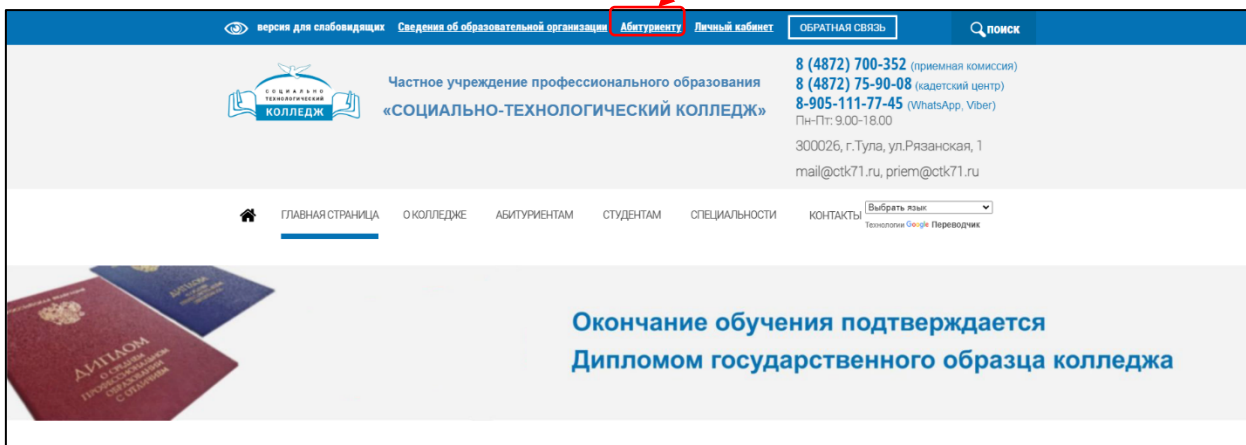 версия для слабовидящих Сведения об образовательной организации Абитуриенту Личный кабинет ОБРАТНАЯ СВЯЗЬ поиск
СОЦИАЛЬНО
ТЕХНОЛОГИЧЕСКИЙ
КОЛЛЕДЖ
Частное учреждение профессионального образования
«СОЦИАЛЬНО-ТЕХНОЛОГИЧЕСКИЙ КОЛЛЕДЖ»
8 (4872) 700-352 (приемная комиссия)
8 (4872) 75-90-08 (кадетский центр)
8-905-111-77-45 (WhatsApp, Viber)
Пн-Пт: 9.00-18.00
300026, г.Тула, ул.Рязанская, 1
mail@ctk71.ru, priem@ctk71.ru
ГЛАВНАЯ СТРАНИЦА О КОЛЛЕДЖЕ АБИТУРИЕНТАМ СТУДЕНТАМ СПЕЦИАЛЬНОСТИ КОНТАКТЫ Выбрать язык
Технологии Google Переводчик
ДИПЛОМ
О СРЕДНЕМ
ПРОФЕССИОНАЛЬНОМ
ОБРАЗОВАНИИ
С ОТЛИЧИЕМ
Окончание обучения подтверждается
Дипломом государственного образца колледжа